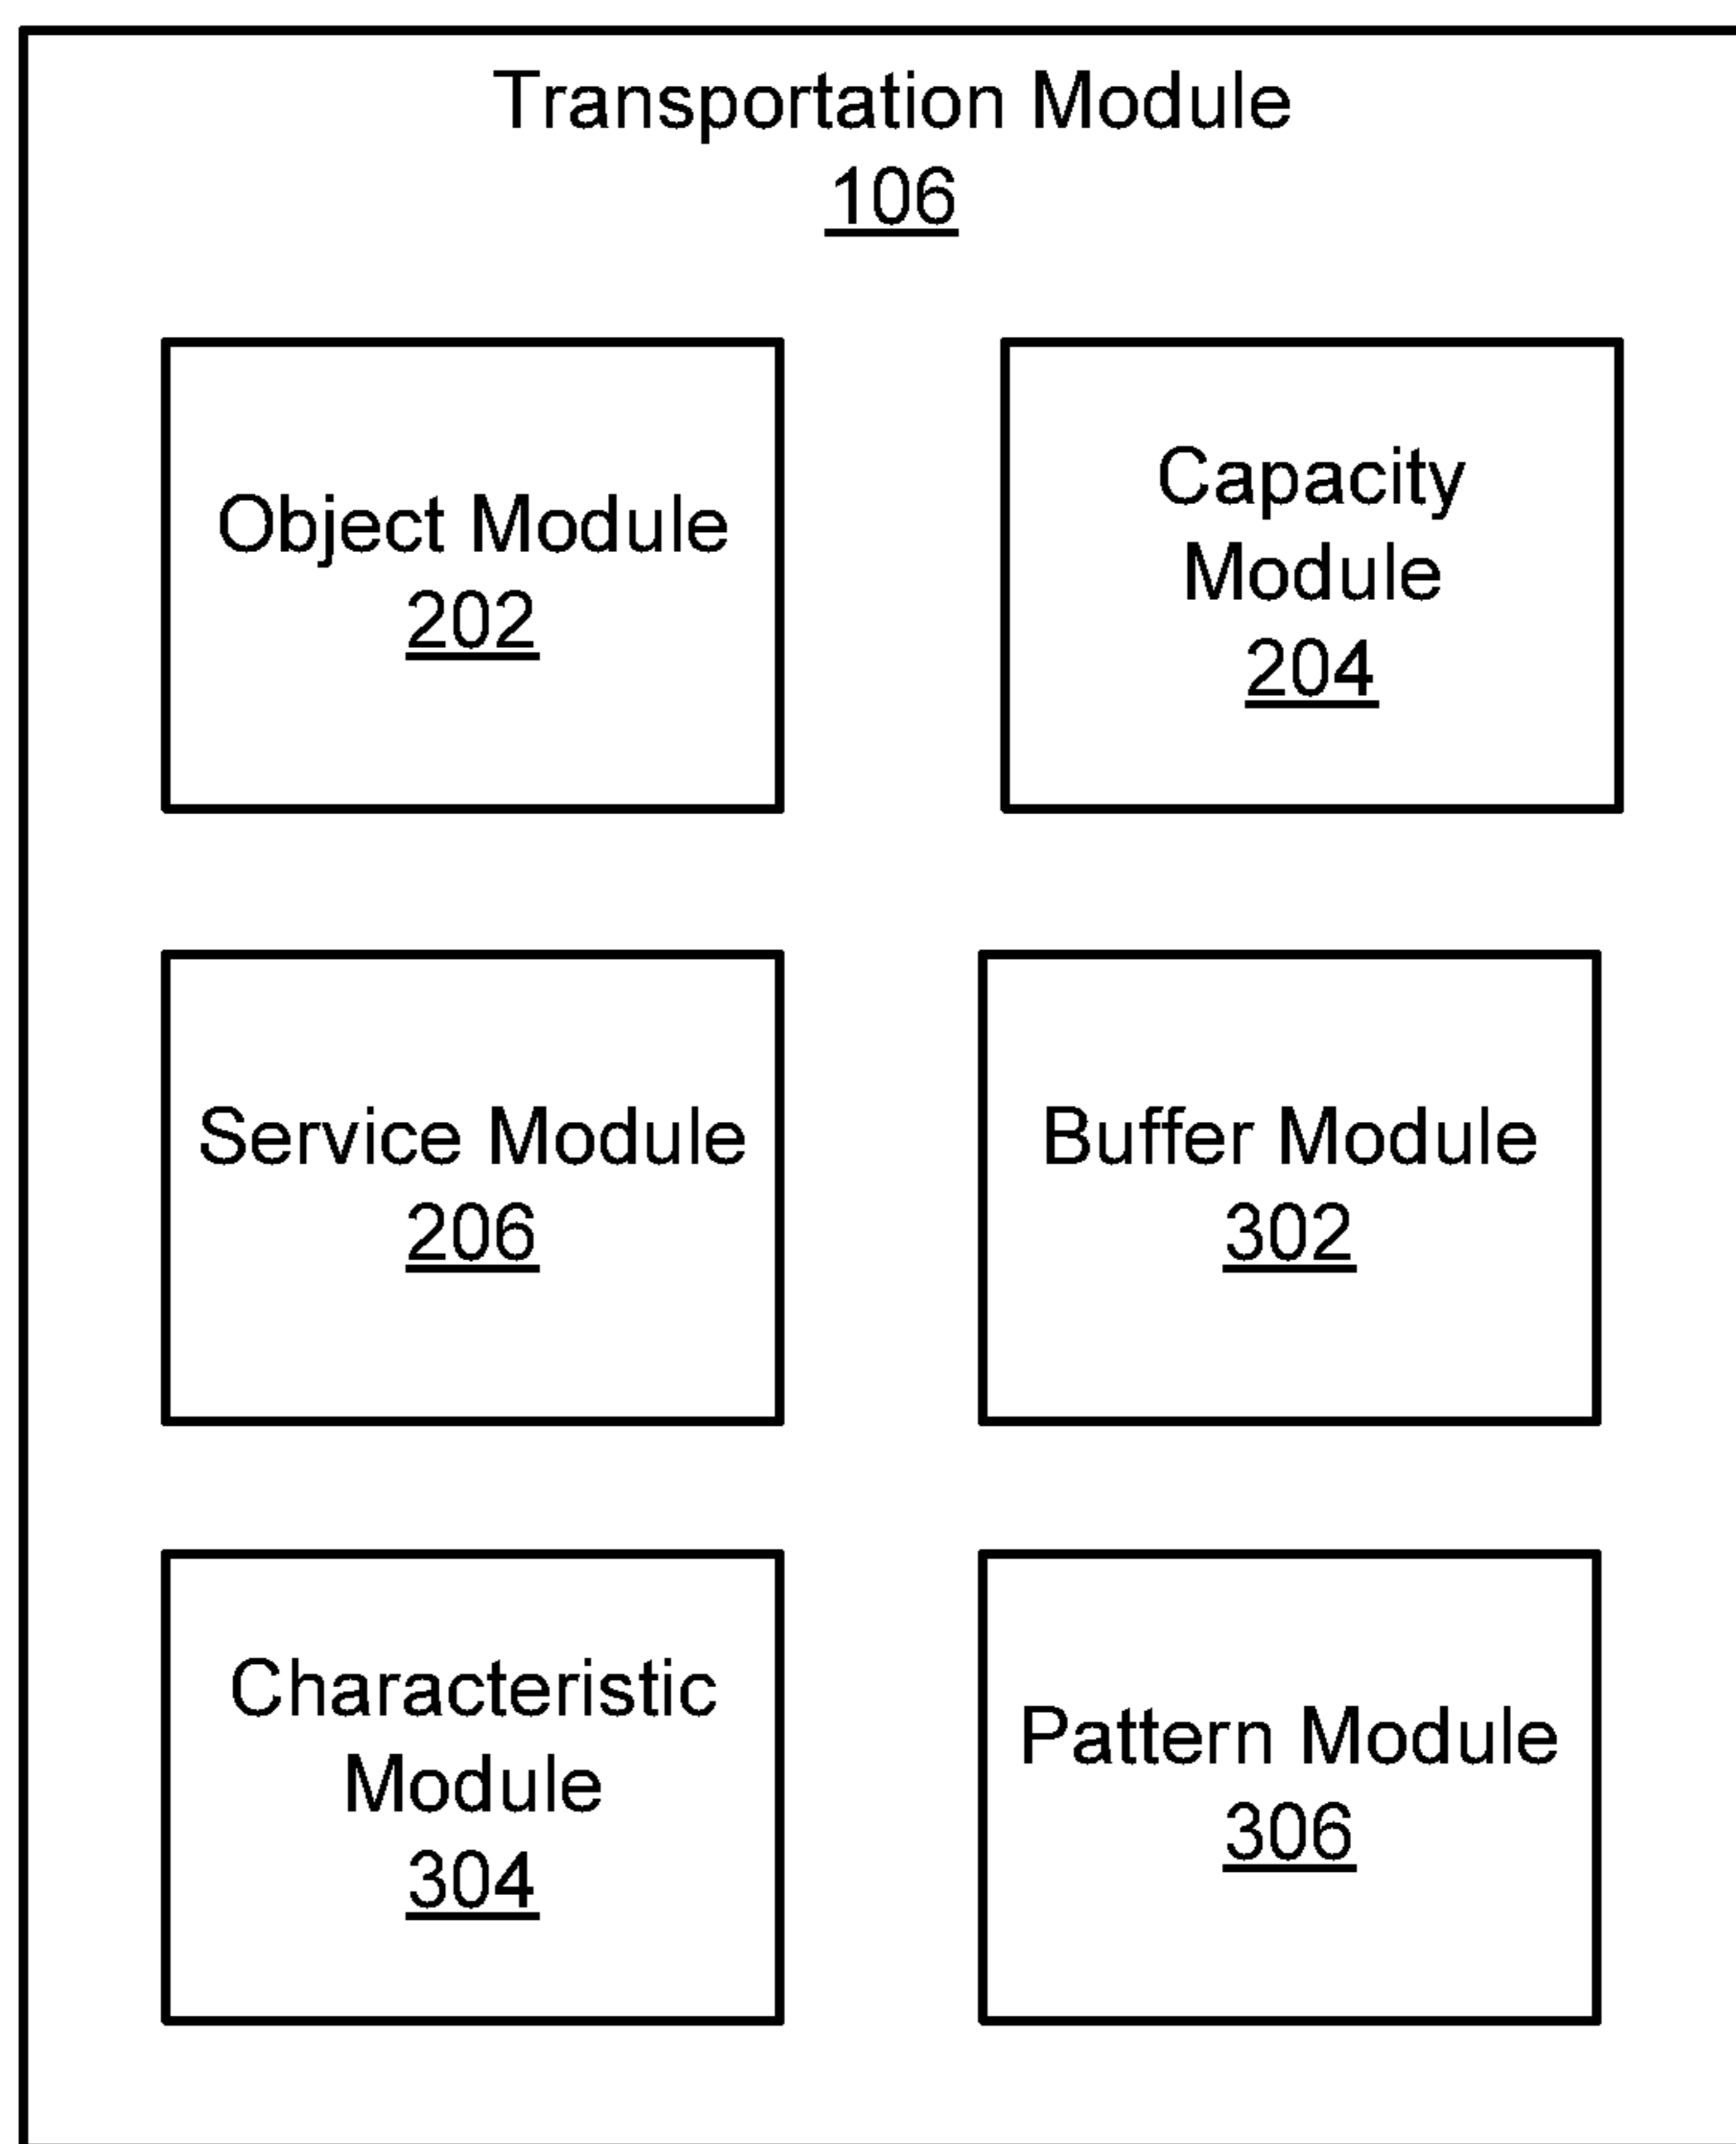 Transportation Module
106
Object Module
202
Capacity
Module
204
Service Module
206
Buffer Module
302
Characteristic
Module
304
Pattern Module
306